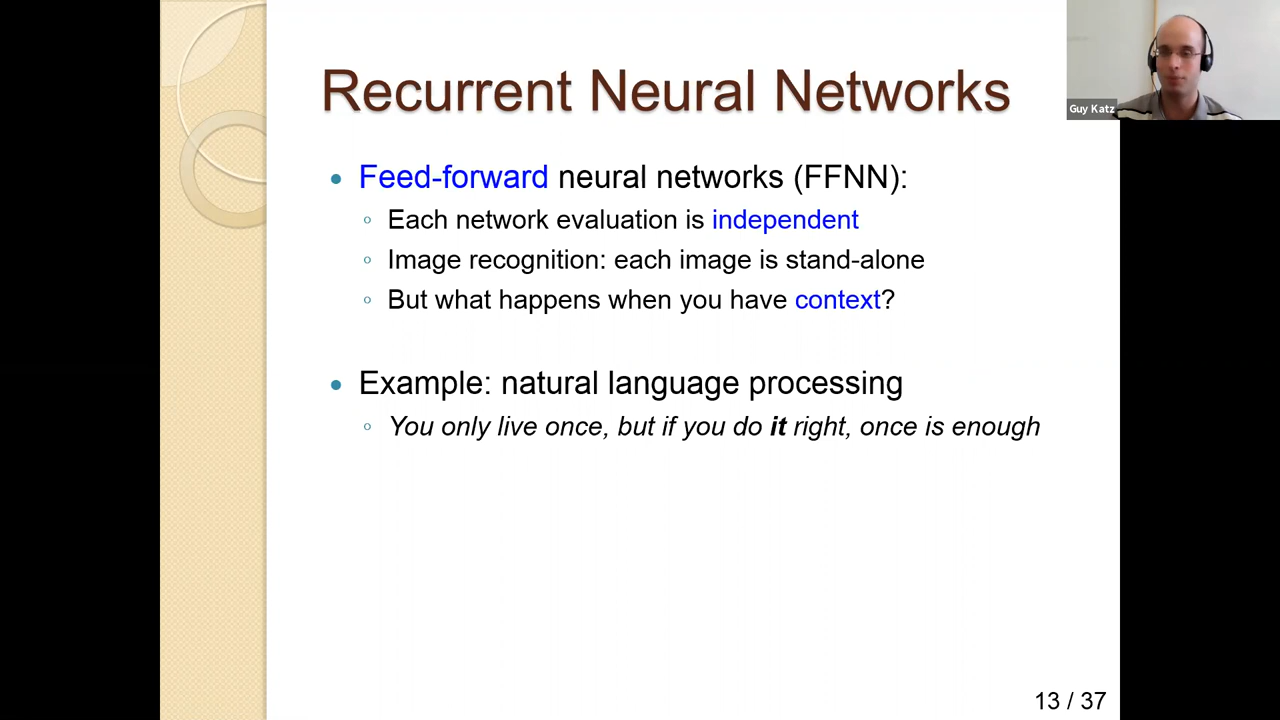 Recurrent Neural Networks
Guy Katz
• Feed-forward neural networks (FFNN):
◦ Each network evaluation is independent
◦ Image recognition: each image is stand-alone
◦ But what happens when you have context?
• Example: natural language processing
◦ You only live once, but if you do it right, once is enough
13 / 37